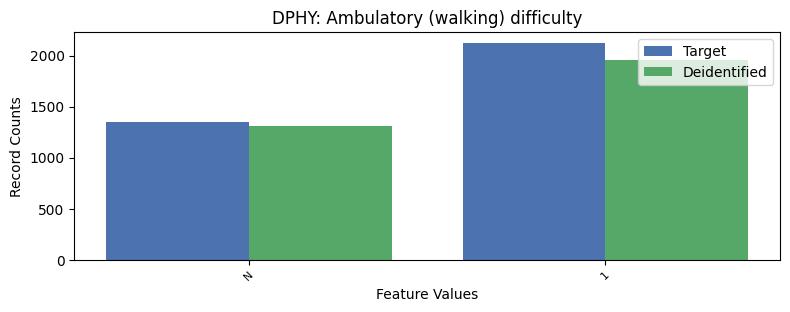 DPHY: Ambulatory (walking) difficulty
Target
Deidentified
Record Counts
2000
1500
1000
500
0
N
1
Feature Values